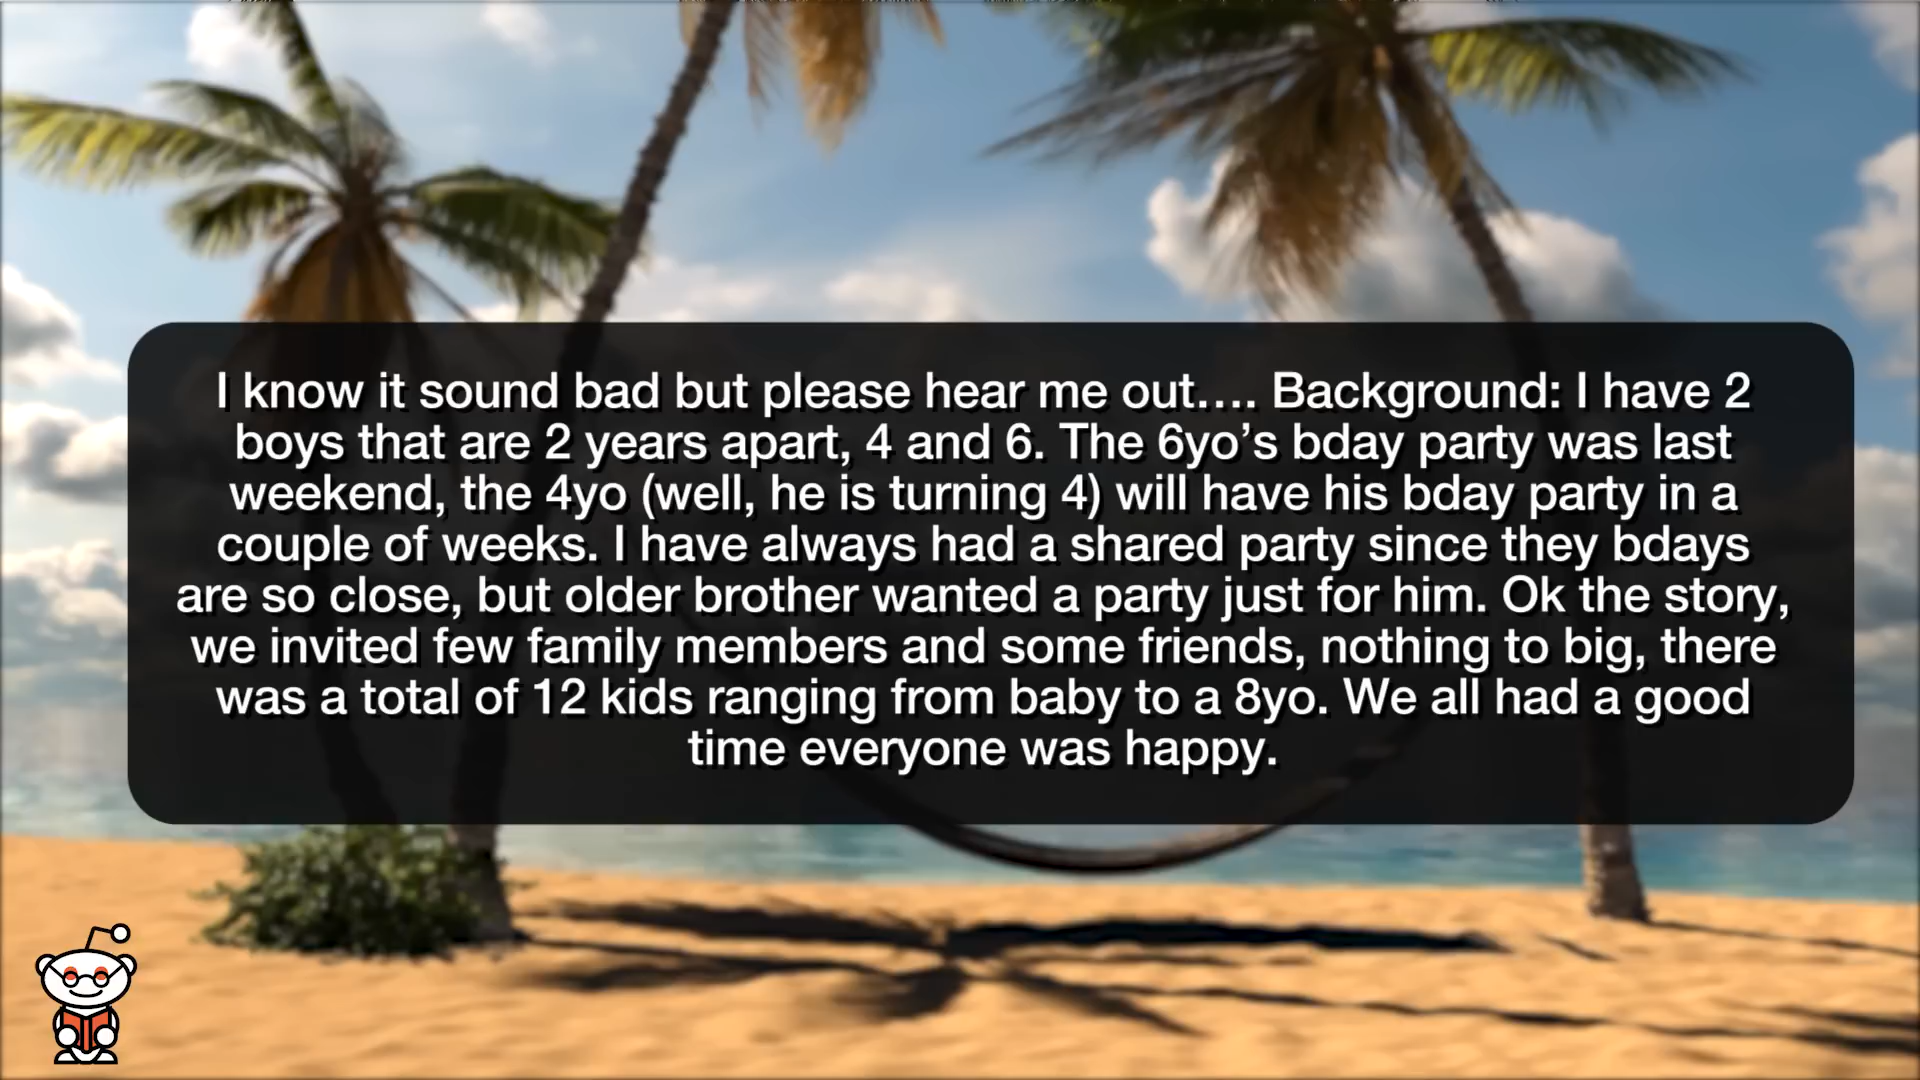 I know it sound bad but please hear me out.... Background: I have 2
boys that are 2 years apart, 4 and 6. The 6yo’s bday party was last
weekend, the 4yo (well, he is turning 4) will have his bday party in a
couple of weeks. I have always had a shared party since they bdays
are so close, but older brother wanted a party just for him. Ok the story,
we invited few family members and some friends, nothing to big, there
was a total of 12 kids ranging from baby to a 8yo. We all had a good
time everyone was happy.